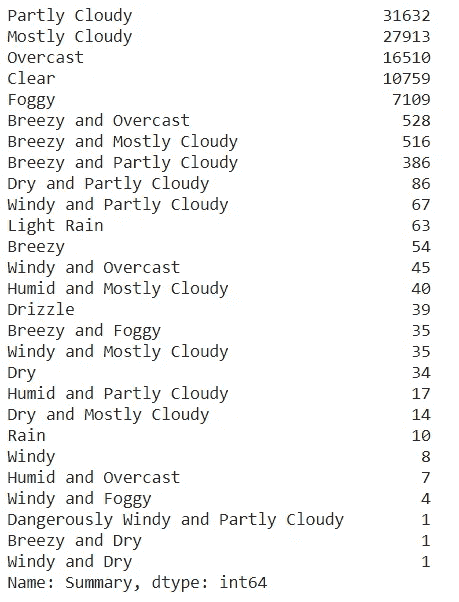 Partly Cloudy 31632
Mostly Cloudy 27913
Overcast 16510
Clear 10759
Foggy 7109
Breezy and Overcast 528
Breezy and Mostly Cloudy 516
Breezy and Partly Cloudy 386
Dry and Partly Cloudy 86
Windy and Partly Cloudy 67
Light Rain 63
Breezy 54
Windy and Overcast 45
Humid and Mostly Cloudy 40
Drizzle 39
Breezy and Foggy 35
Windy and Mostly Cloudy 35
Dry 34
Humid and Partly Cloudy 17
Dry and Mostly Cloudy 14
Rain 10
Windy 8
Humid and Overcast 7
Windy and Foggy 4
Dangerously Windy and Partly Cloudy 1
Breezy and Dry 1
Windy and Dry 1
Name: Summary, dtype: int64